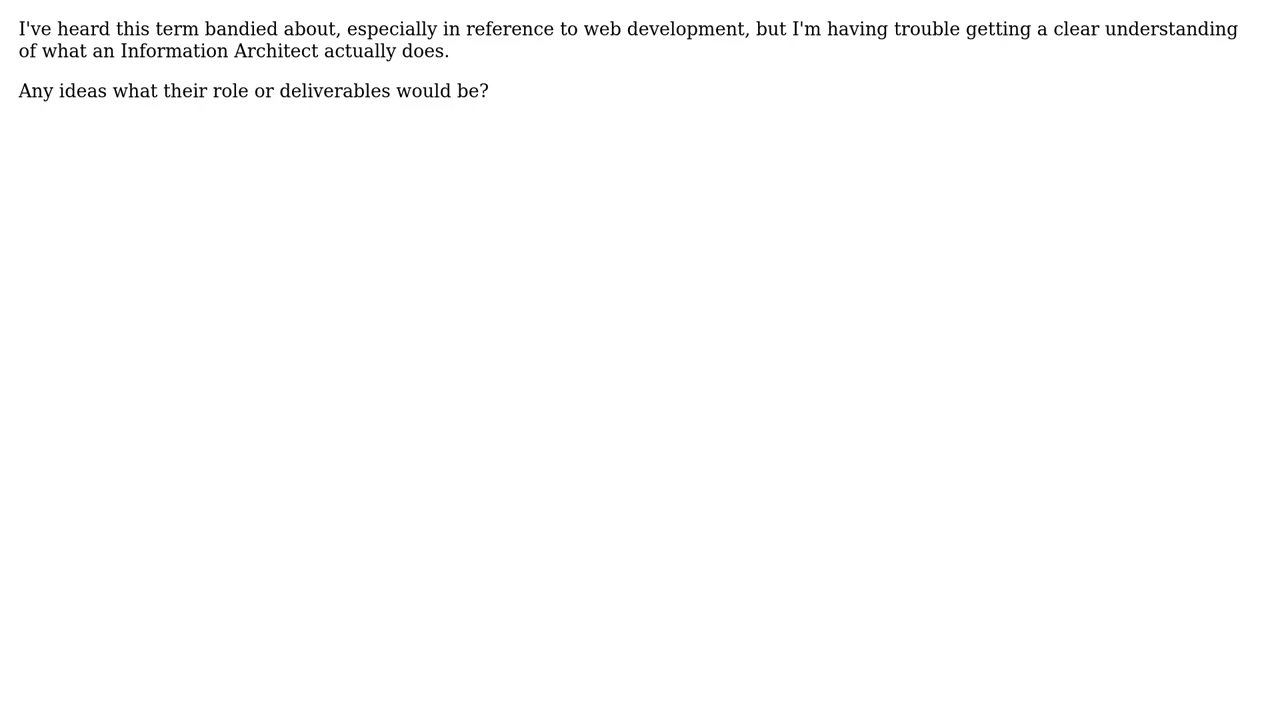 I've heard this term bandied about, especially in reference to web development, but I'm having trouble getting a clear understanding
of what an Information Architect actually does.
Any ideas what their role or deliverables would be?